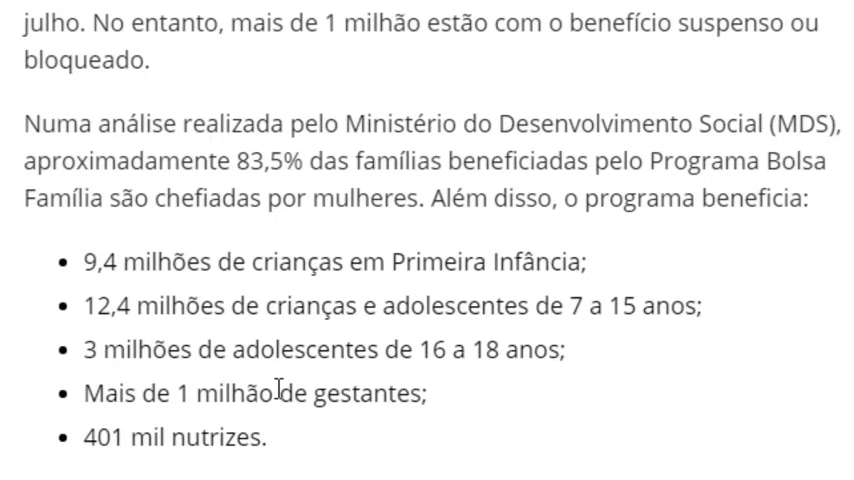 julho. No entanto, mais de 1 milhão estão com o benefício suspenso ou
bloqueado.
Numa análise realizada pelo Ministério do Desenvolvimento Social (MDS),
aproximadamente 83,5% das famílias beneficiadas pelo Programa Bolsa
Família são chefiadas por mulheres. Além disso, o programa beneficia:
• 9,4 milhões de crianças em Primeira Infância;
• 12,4 milhões de crianças e adolescentes de 7 a 15 anos;
• 3 milhões de adolescentes de 16 a 18 anos;
• Mais de 1 milhão de gestantes;
• 401 mil nutrizes.